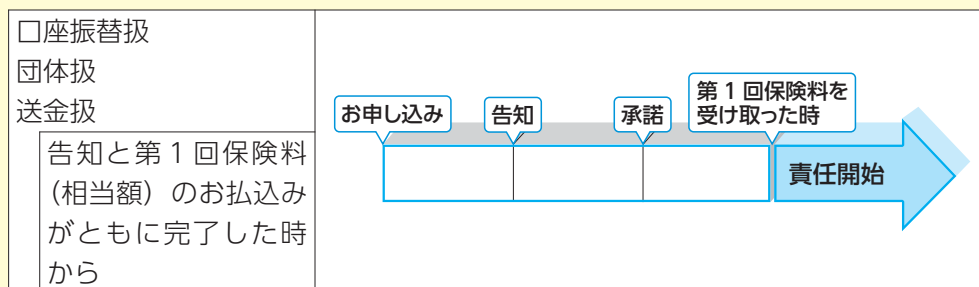 口座振替扱
団体扱
送金扱
告知と第1回保険料
(相当額)のお払込み
がともに完了した時
から
お申し込み
告知
承諾
第1回保険料を
受け取った時
責任開始